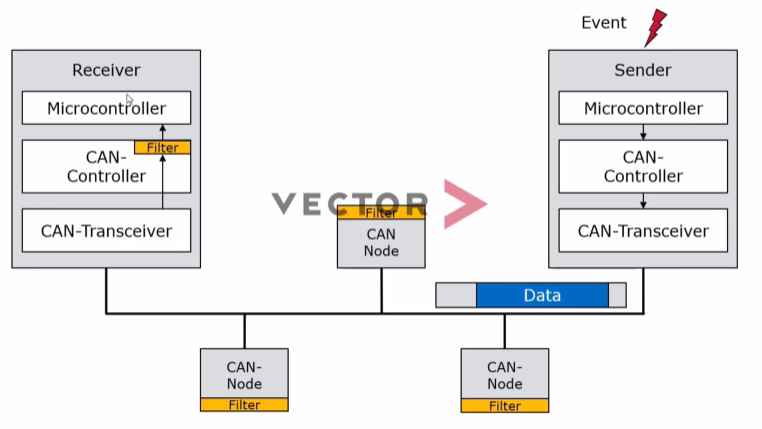 Event
Receiver
Microcontroller
Filter
CAN-
Controller
CAN-Transceiver
Sender
Microcontroller
CAN-
Controller
CAN-Transceiver
VECTOR
Filter
CAN
Node
Data
CAN-
Node
Filter
CAN-
Node
Filter